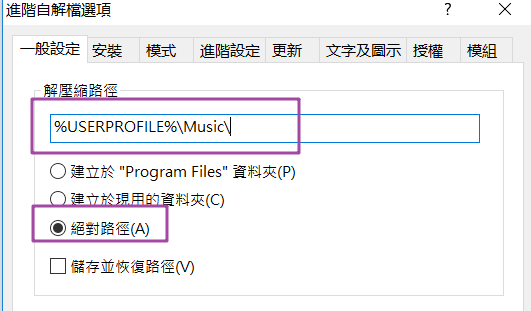 進階自解檔選項
一般設定 安裝 模式 進階設定 更新 文字及圖示 授權 模組
解壓縮路徑
%USERPROFILE%\Music\
建立於 "Program Files" 資料夾(P)
建立於現用的資料夾(C)
絕對路徑(A)
儲存並恢復路徑(V)